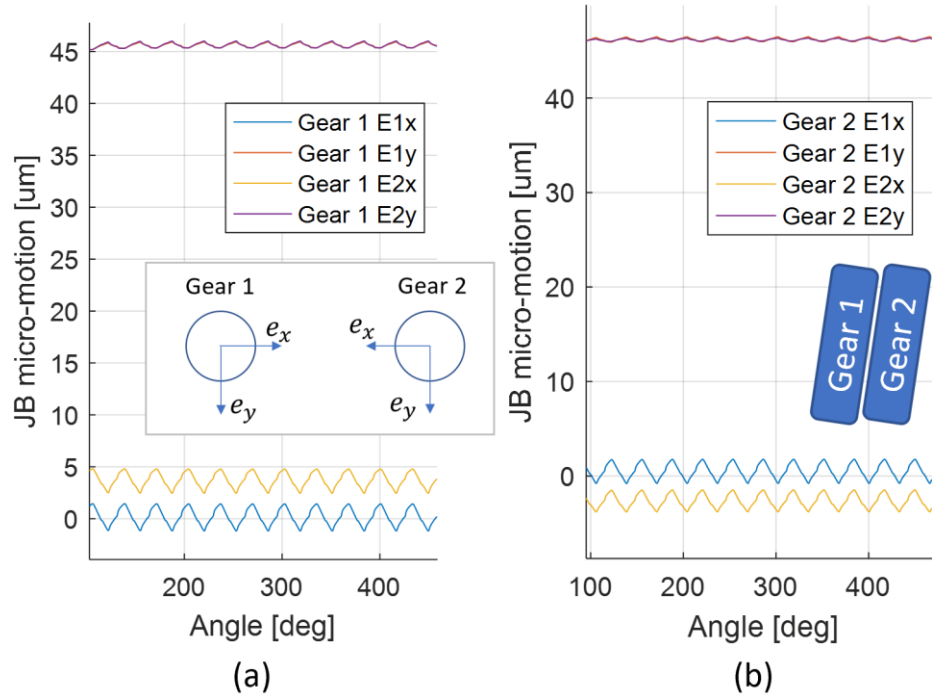 45
40
35
30
25
20
15
10
5
0
JB micro-motion [um]
Gear 1 E1x
Gear 1 E1y
Gear 1 E2x
Gear 1 E2y
Gear 1
Gear 2
e_x
e_x
e_y
e_y
200
300
400
Angle [deg]
(a)
40
30
20
10
0
JB micro-motion [um]
Gear 2 E1x
Gear 2 E1y
Gear 2 E2x
Gear 2 E2y
Gear 1
Gear 2
100
200
300
400
Angle [deg]
(b)